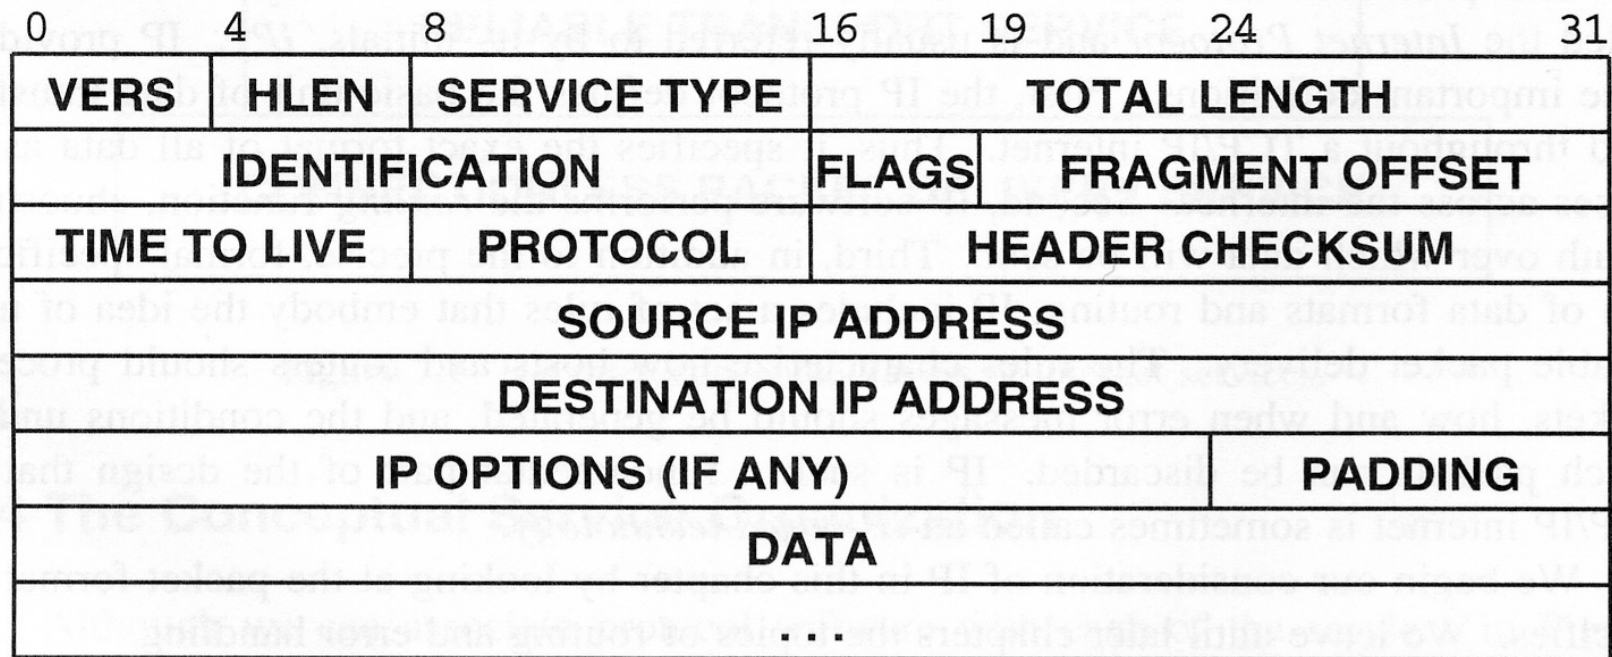 0 4 8 16 19 24 31
VERS HLEN SERVICE TYPE TOTAL LENGTH
IDENTIFICATION FLAGS FRAGMENT OFFSET
TIME TO LIVE PROTOCOL HEADER CHECKSUM
SOURCE IP ADDRESS
DESTINATION IP ADDRESS
IP OPTIONS (IF ANY) PADDING
DATA
....